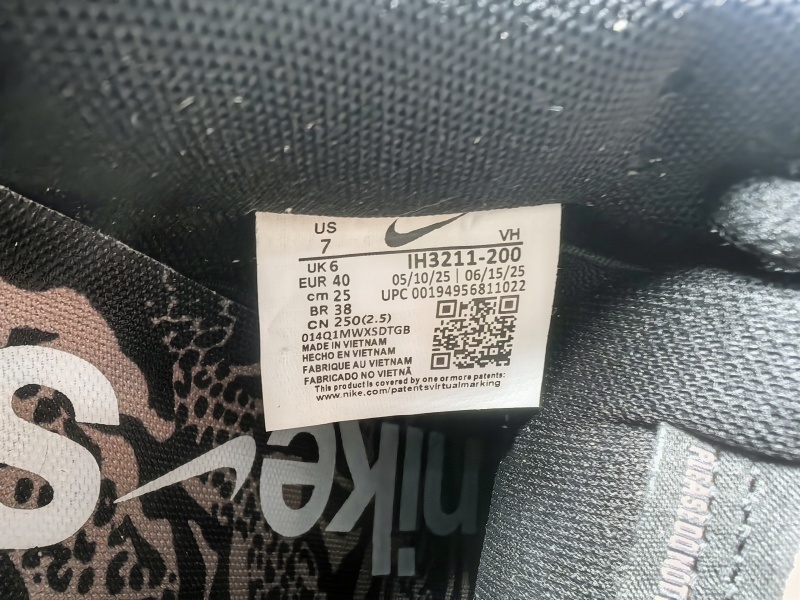 US
7
VH
UK 6
EUR 40
cm 25
BR 38
CN 250(2.5)
IH3211-200
05/10/25 | 06/15/25
UPC 00194956811022
014Q1MWXSDTGB
MADE IN VIETNAM
HECHO EN VIETNAM
FABRIQUE AU VIETNAM
FABRICADO NO VIETNÃ
This product is covered by one or more patents:
www.nike.com/patentsvirtualmarking
S
nike
DO NOT